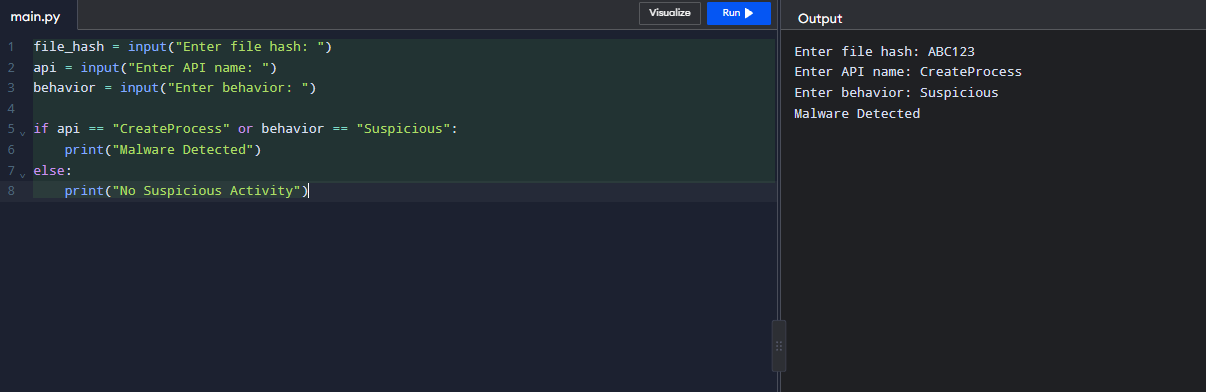 main.py
Visualize
Run
1 file_hash = input("Enter file hash: ")
2 api = input("Enter API name: ")
3 behavior = input("Enter behavior: ")
4
5 if api == "CreateProcess" or behavior == "Suspicious":
6     print("Malware Detected")
7 else:
8     print("No Suspicious Activity")
Output
Enter file hash: ABC123
Enter API name: CreateProcess
Enter behavior: Suspicious
Malware Detected